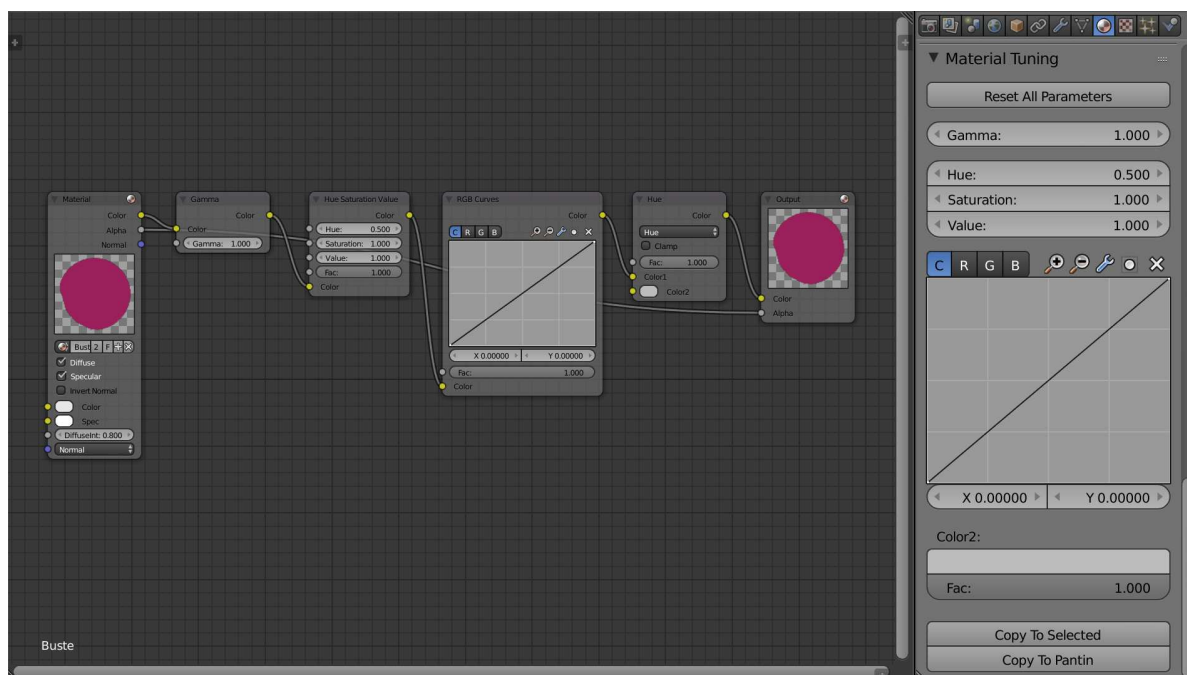 Material
Color
Alpha
Normal
Bust 2 F
Diffuse
Specular
Invert Normal
Color
Spec
DiffuseInt: 0.800
Normal
Gamma
Color
Color
Gamma: 1.000
Hue Saturation Value
Color
Hue: 0.500
Saturation: 1.000
Value: 1.000
Fac: 1.000
Color
RGB Curves
Color
C R G B
X 0.00000 Y 0.00000
Fac: 1.000
Color
Hue
Color
Hue
Clamp
Fac: 1.000
Color1
Color2
Output
Color
Alpha
Buste
Material Tuning
Reset All Parameters
Gamma: 1.000
Hue: 0.500
Saturation: 1.000
Value: 1.000
C R G B
X 0.00000 Y 0.00000
Color2:
Fac: 1.000
Copy To Selected
Copy To Pantin